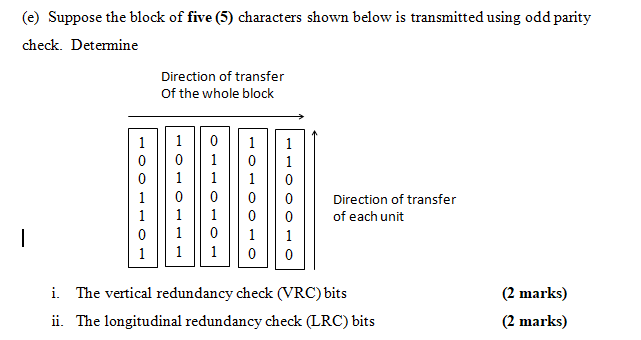 (e) Suppose the block of five (5) characters shown below is transmitted using odd parity
check. Determine
Direction of transfer
Of the whole block
1 1 0 1 1
0 0 1 0 1
0 1 1 1 0
1 0 0 0 0
1 1 1 0 0
0 1 0 1 1
1 1 1 0 0
Direction of transfer
of each unit
i. The vertical redundancy check (VRC) bits (2 marks)
ii. The longitudinal redundancy check (LRC) bits (2 marks)